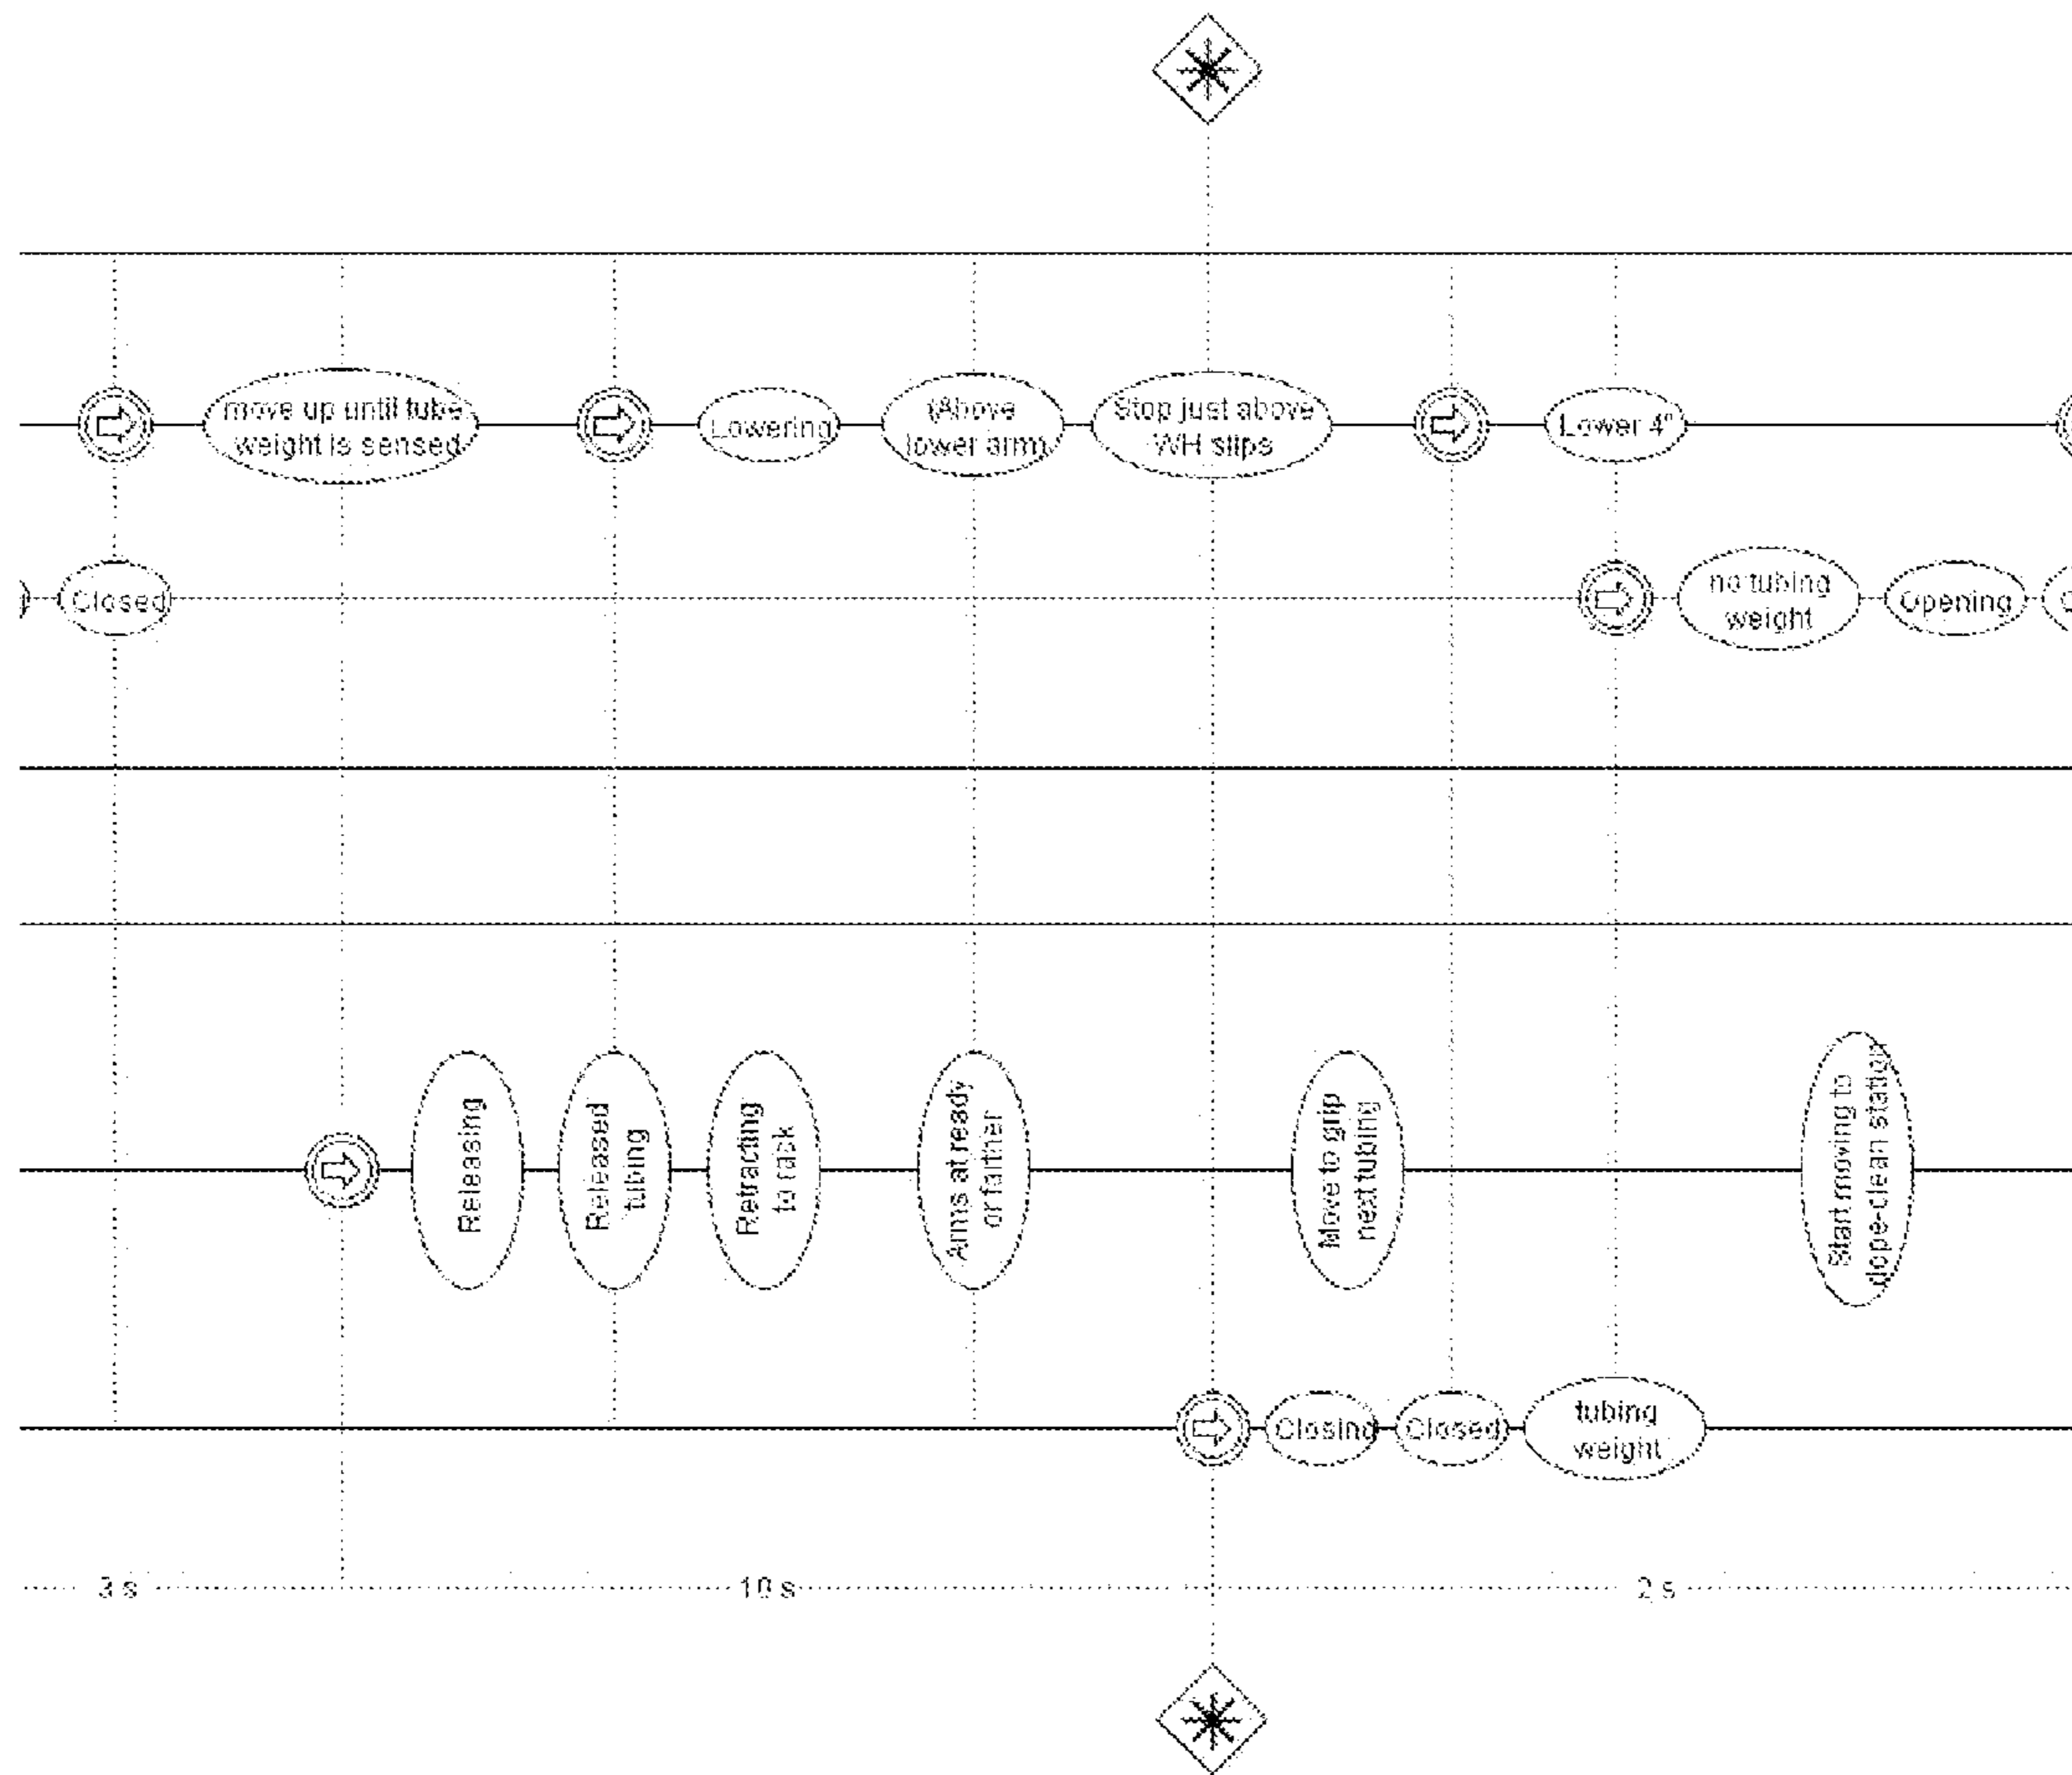 move up until tube
weight is sensed
Lowering
(Above
lower arm)
Stop just above
WH slips
Lower 4"
Closed
no tubing
weight
Opening
Releasing
Released
tubing
Retracting
to rack
Arms at ready
or farther
Move to grip
next tubing
Start moving to
dope-clean station
Closing
Closed
tubing
weight
3 s
10 s
2 s